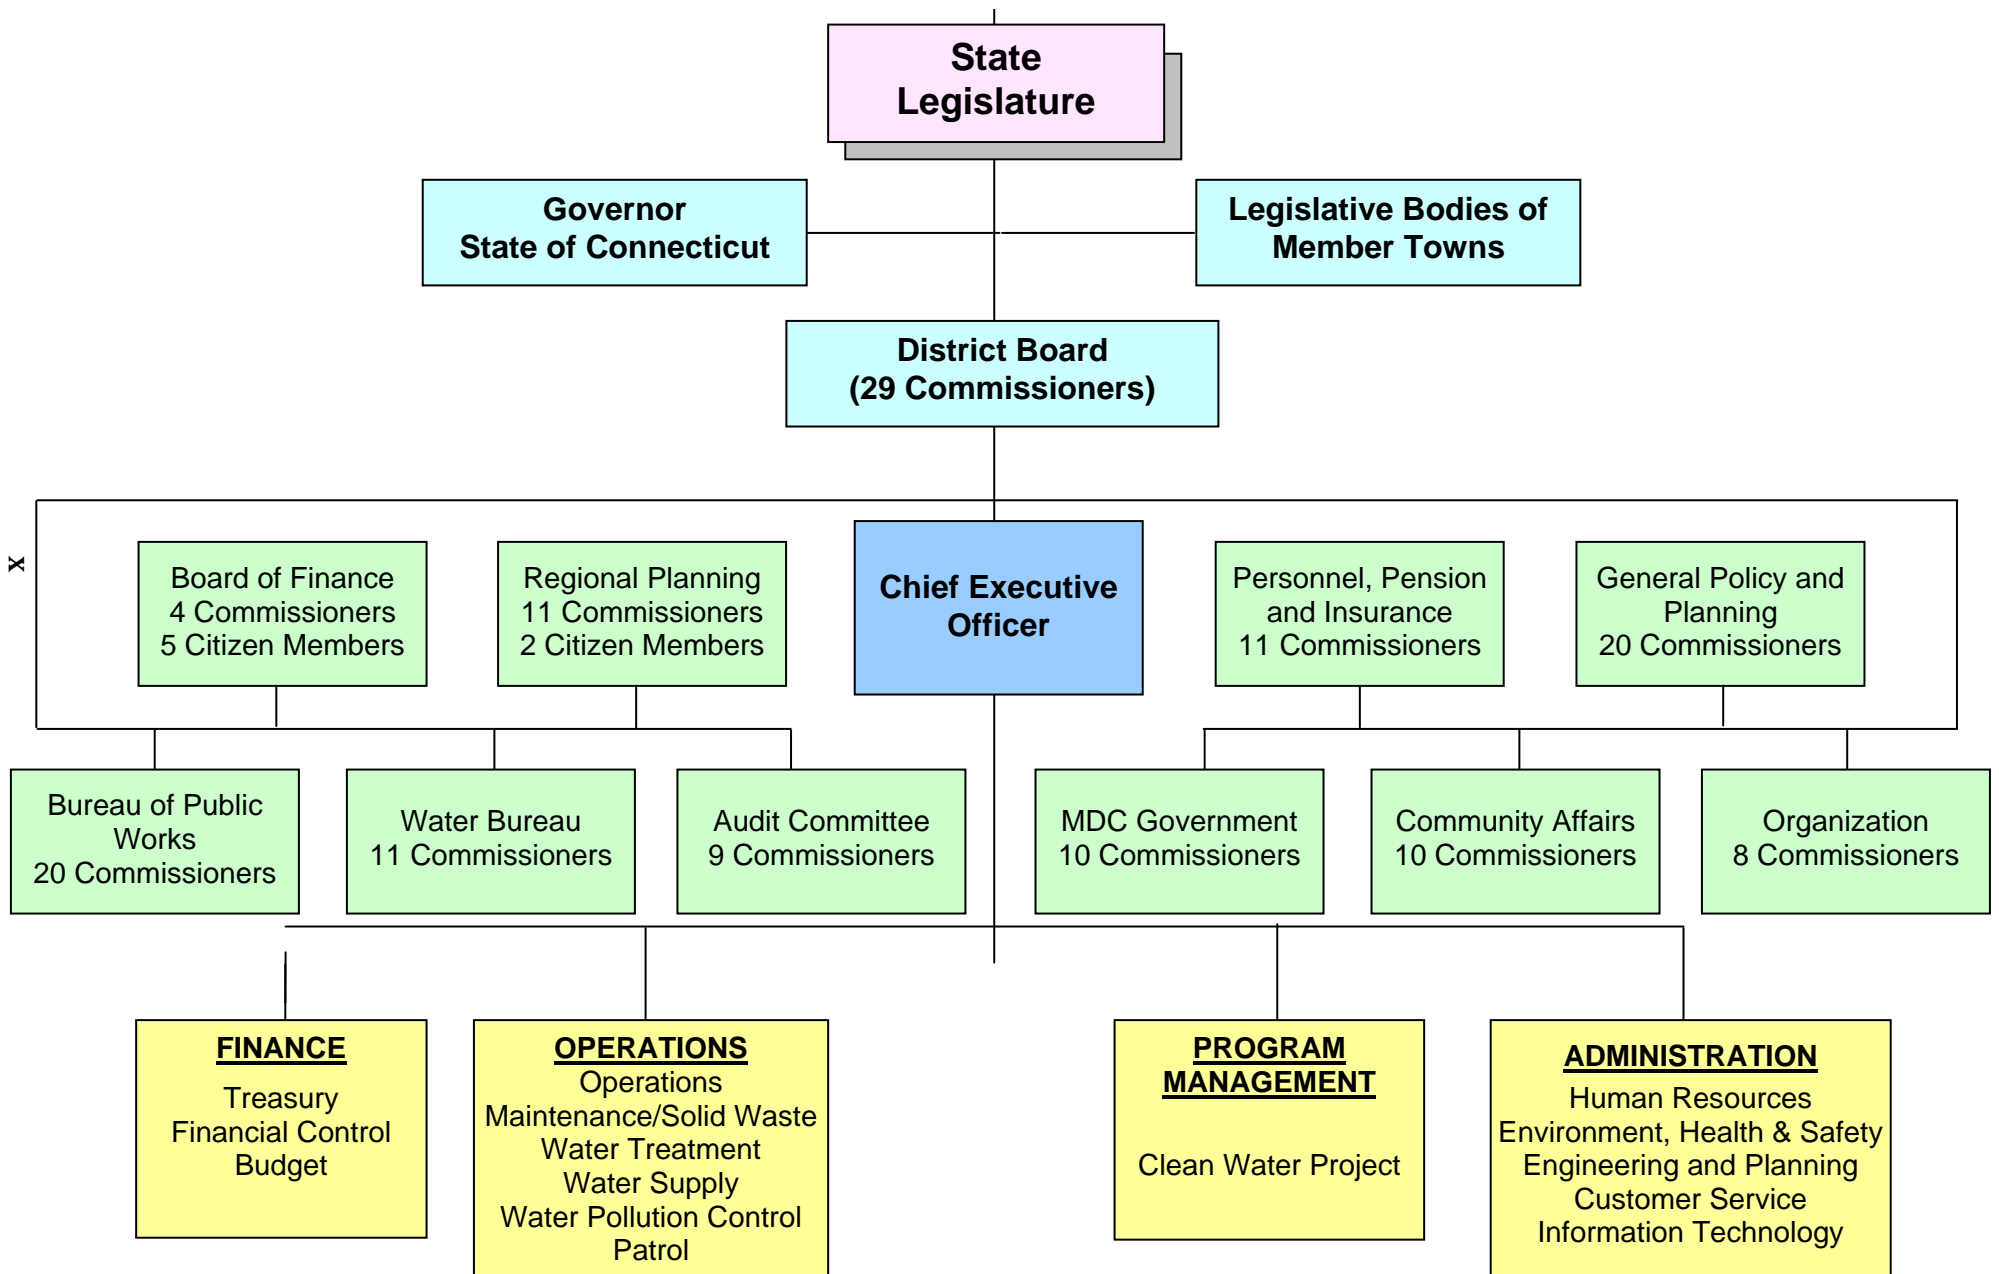 State
Legislature
Governor
State of Connecticut
Legislative Bodies of
Member Towns
District Board
(29 Commissioners)
x
Board of Finance
4 Commissioners
5 Citizen Members
Regional Planning
11 Commissioners
2 Citizen Members
Chief Executive
Officer
Personnel, Pension
and Insurance
11 Commissioners
General Policy and
Planning
20 Commissioners
Bureau of Public
Works
20 Commissioners
Water Bureau
11 Commissioners
Audit Committee
9 Commissioners
MDC Government
10 Commissioners
Community Affairs
10 Commissioners
Organization
8 Commissioners
FINANCE
Treasury
Financial Control
Budget
OPERATIONS
Operations
Maintenance/Solid Waste
Water Treatment
Water Supply
Water Pollution Control
Patrol
PROGRAM
MANAGEMENT
Clean Water Project
ADMINISTRATION
Human Resources
Environment, Health & Safety
Engineering and Planning
Customer Service
Information Technology